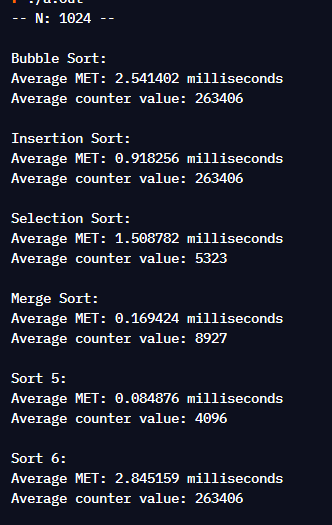 ./a.out
-- N: 1024 --
Bubble Sort:
Average MET: 2.541402 milliseconds
Average counter value: 263406
Insertion Sort:
Average MET: 0.918256 milliseconds
Average counter value: 263406
Selection Sort:
Average MET: 1.508782 milliseconds
Average counter value: 5323
Merge Sort:
Average MET: 0.169424 milliseconds
Average counter value: 8927
Sort 5:
Average MET: 0.084876 milliseconds
Average counter value: 4096
Sort 6:
Average MET: 2.845159 milliseconds
Average counter value: 263406